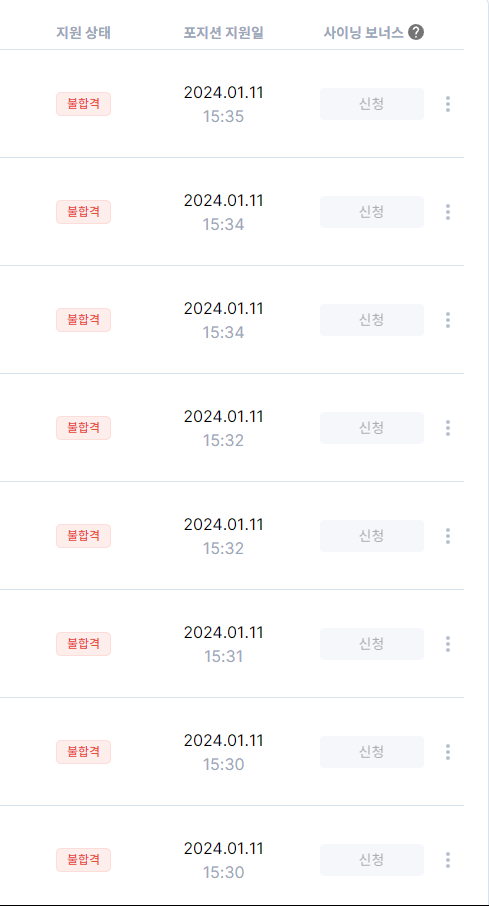 지원 상태 포지션 지원일 사이닝 보너스 ?
불합격 2024.01.11 15:35 신청
불합격 2024.01.11 15:34 신청
불합격 2024.01.11 15:34 신청
불합격 2024.01.11 15:32 신청
불합격 2024.01.11 15:32 신청
불합격 2024.01.11 15:31 신청
불합격 2024.01.11 15:30 신청
불합격 2024.01.11 15:30 신청